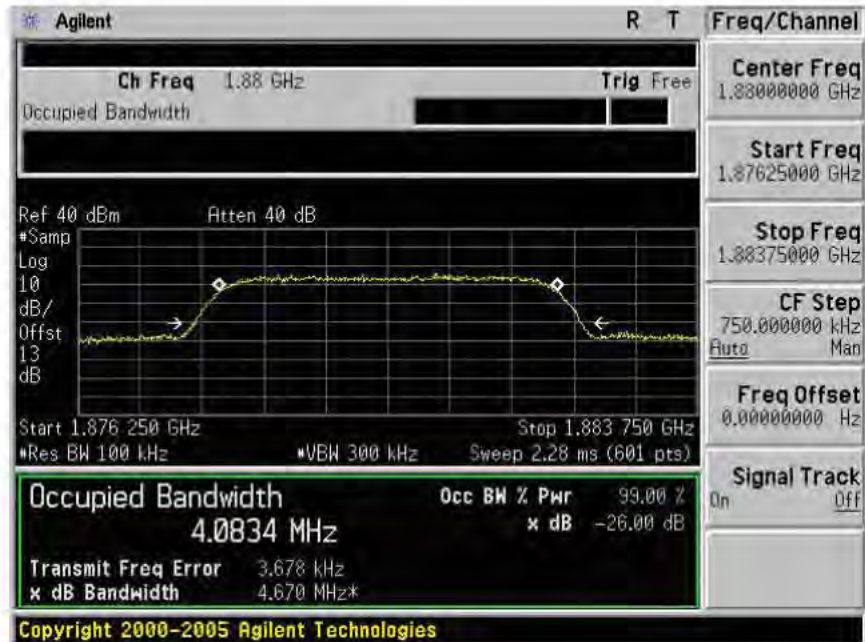 Agilent R T
Ch Freq 1.88 GHz Trig Free
Occupied Bandwidth
Ref 40 dBm Atten 40 dB
#Samp
Log
10
dB/
Offst
13
dB
Start 1.876 250 GHz Stop 1.883 750 GHz
#Res BW 100 kHz #VBW 300 kHz Sweep 2.28 ms (601 pts)
Occupied Bandwidth
4.0834 MHz
Occ BW % Pwr 99.00 %
x dB -26.00 dB
Transmit Freq Error 3.678 kHz
x dB Bandwidth 4.670 MHz*
Copyright 2000-2005 Agilent Technologies
Freq/Channel
Center Freq
1.88000000 GHz
Start Freq
1.87625000 GHz
Stop Freq
1.88375000 GHz
CF Step
750.000000 kHz
Auto Man
Freq Offset
0.00000000 Hz
Signal Track
On Off